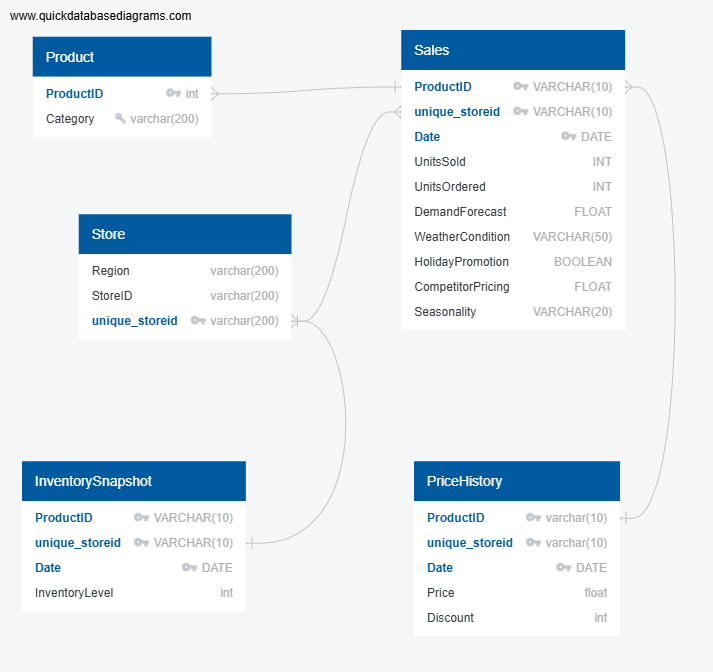 www.quickdatabasediagrams.com
Product
ProductID int
Category varchar(200)
Sales
ProductID VARCHAR(10)
unique_storeid VARCHAR(10)
Date DATE
UnitsSold INT
UnitsOrdered INT
DemandForecast FLOAT
WeatherCondition VARCHAR(50)
HolidayPromotion BOOLEAN
CompetitorPricing FLOAT
Seasonality VARCHAR(20)
Store
Region varchar(200)
StoreID varchar(200)
unique_storeid varchar(200)
InventorySnapshot
ProductID VARCHAR(10)
unique_storeid VARCHAR(10)
Date DATE
InventoryLevel int
PriceHistory
ProductID varchar(10)
unique_storeid varchar(10)
Date DATE
Price float
Discount int